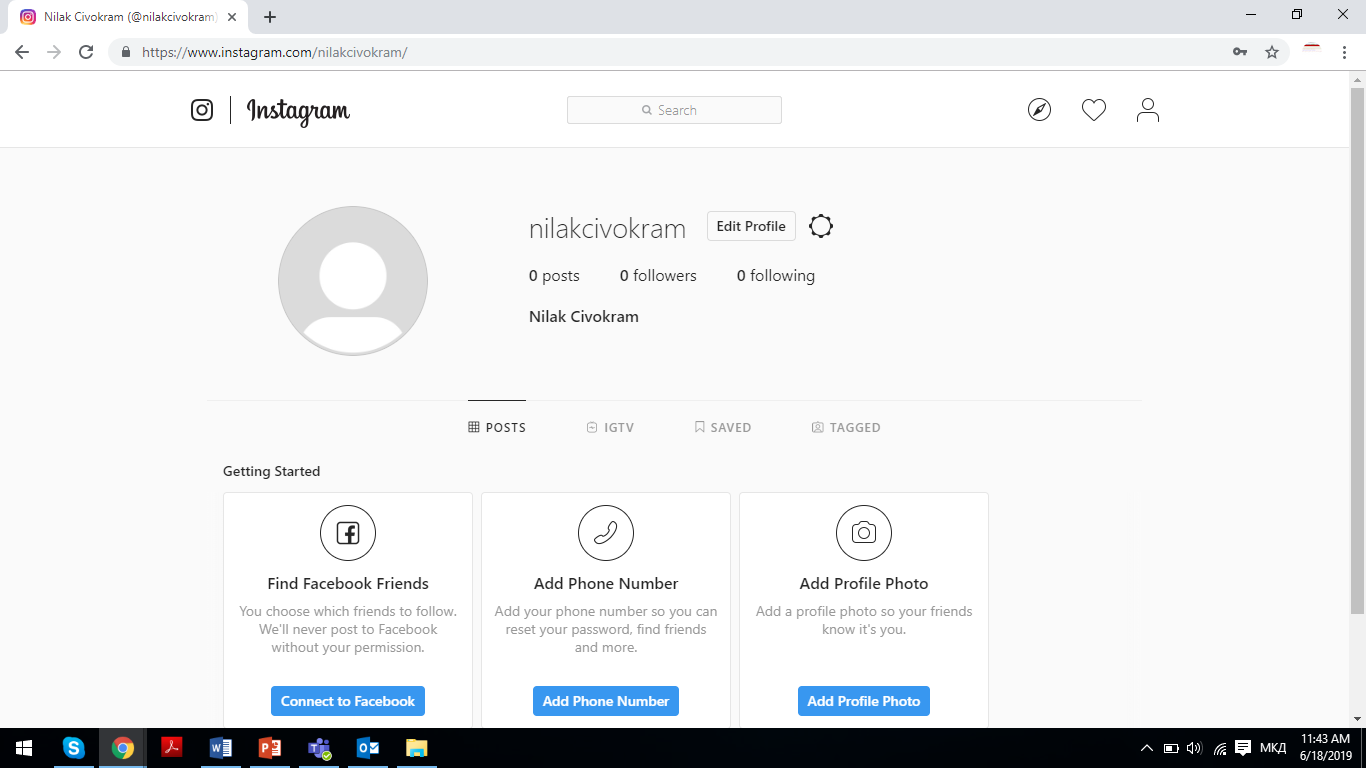 Nilak Civokram (@nilakcivokram)
https://www.instagram.com/nilakcivokram/
Instagram
Search
nilakcivokram
Edit Profile
0 posts 0 followers 0 following
Nilak Civokram
POSTS IGTV SAVED TAGGED
Getting Started
Find Facebook Friends
You choose which friends to follow.
We'll never post to Facebook
without your permission.
Connect to Facebook
Add Phone Number
Add your phone number so you can
reset your password, find friends
and more.
Add Phone Number
Add Profile Photo
Add a profile photo so your friends
know it's you.
Add Profile Photo
МКД
11:43 AM
6/18/2019